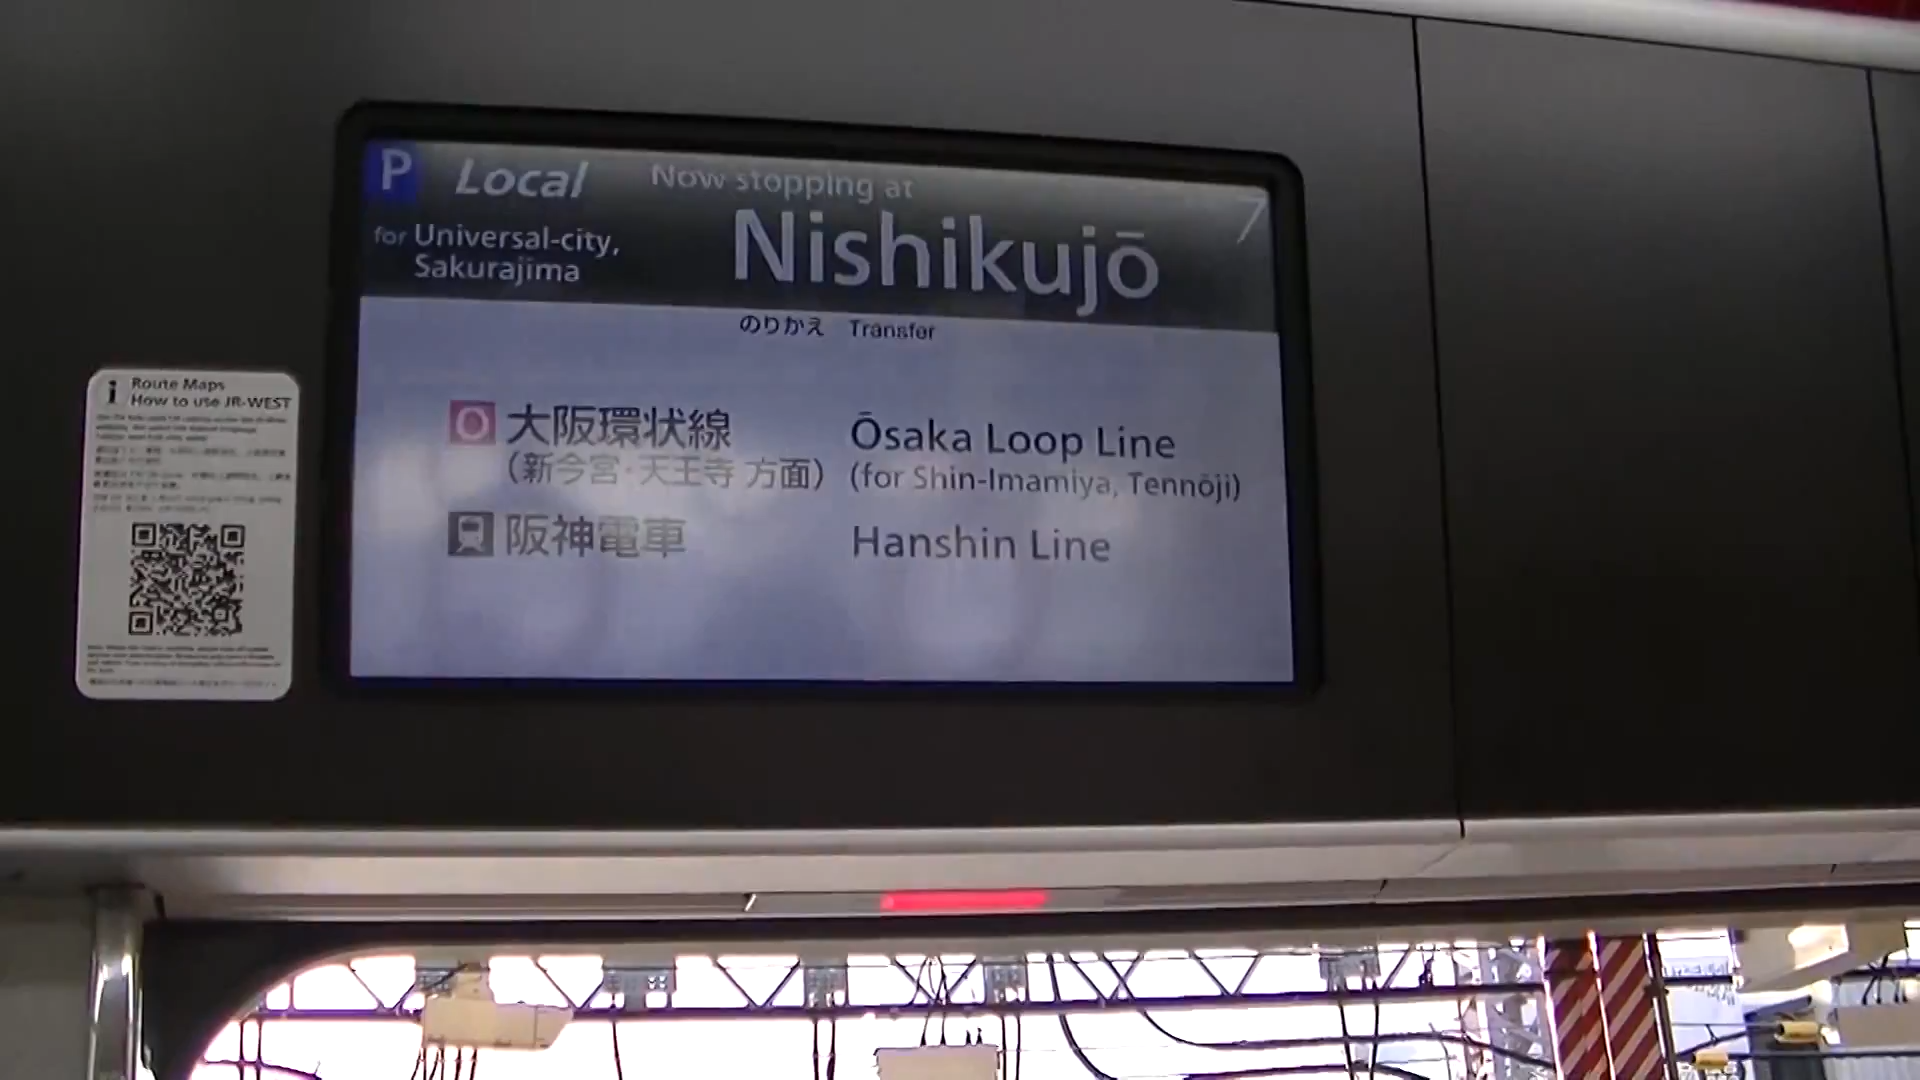 P Local Now stopping at 7
for Universal-city,
Sakurajima
Nishikujō
のりかえ Transfer
O 大阪環状線 Ōsaka Loop Line
(新今宮・天王寺 方面) (for Shin-Imamiya, Tennōji)
阪神電車 Hanshin Line
i Route Maps
How to use JR-WEST